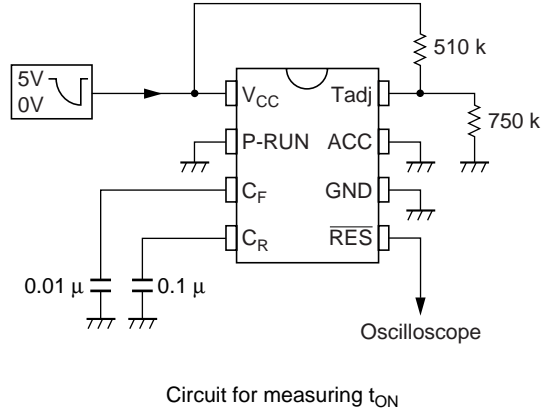 510 k
5V
0V
VCC
Tadj
750 k
P-RUN
ACC
CF
GND
CR
RES
0.01 μ
0.1 μ
Oscilloscope
Circuit for measuring tON